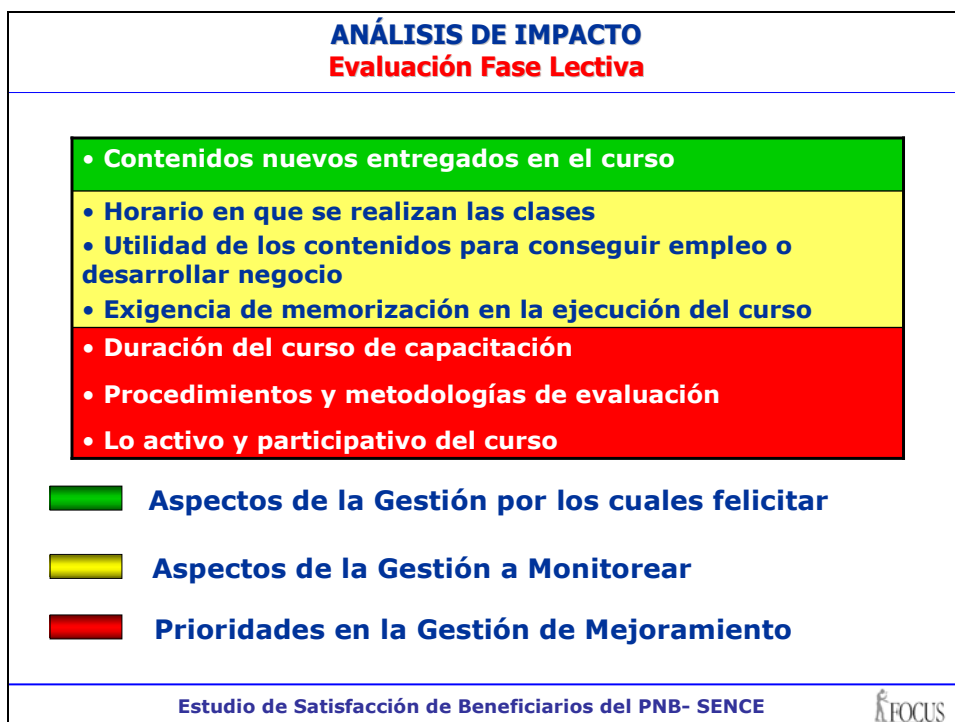 ANÁLISIS DE IMPACTO
Evaluación Fase Lectiva
• Contenidos nuevos entregados en el curso
• Horario en que se realizan las clases
• Utilidad de los contenidos para conseguir empleo o
desarrollar negocio
• Exigencia de memorización en la ejecución del curso
• Duración del curso de capacitación
• Procedimientos y metodologías de evaluación
• Lo activo y participativo del curso
Aspectos de la Gestión por los cuales felicitar
Aspectos de la Gestión a Monitorear
Prioridades en la Gestión de Mejoramiento
Estudio de Satisfacción de Beneficiarios del PNB- SENCE
FOCUS